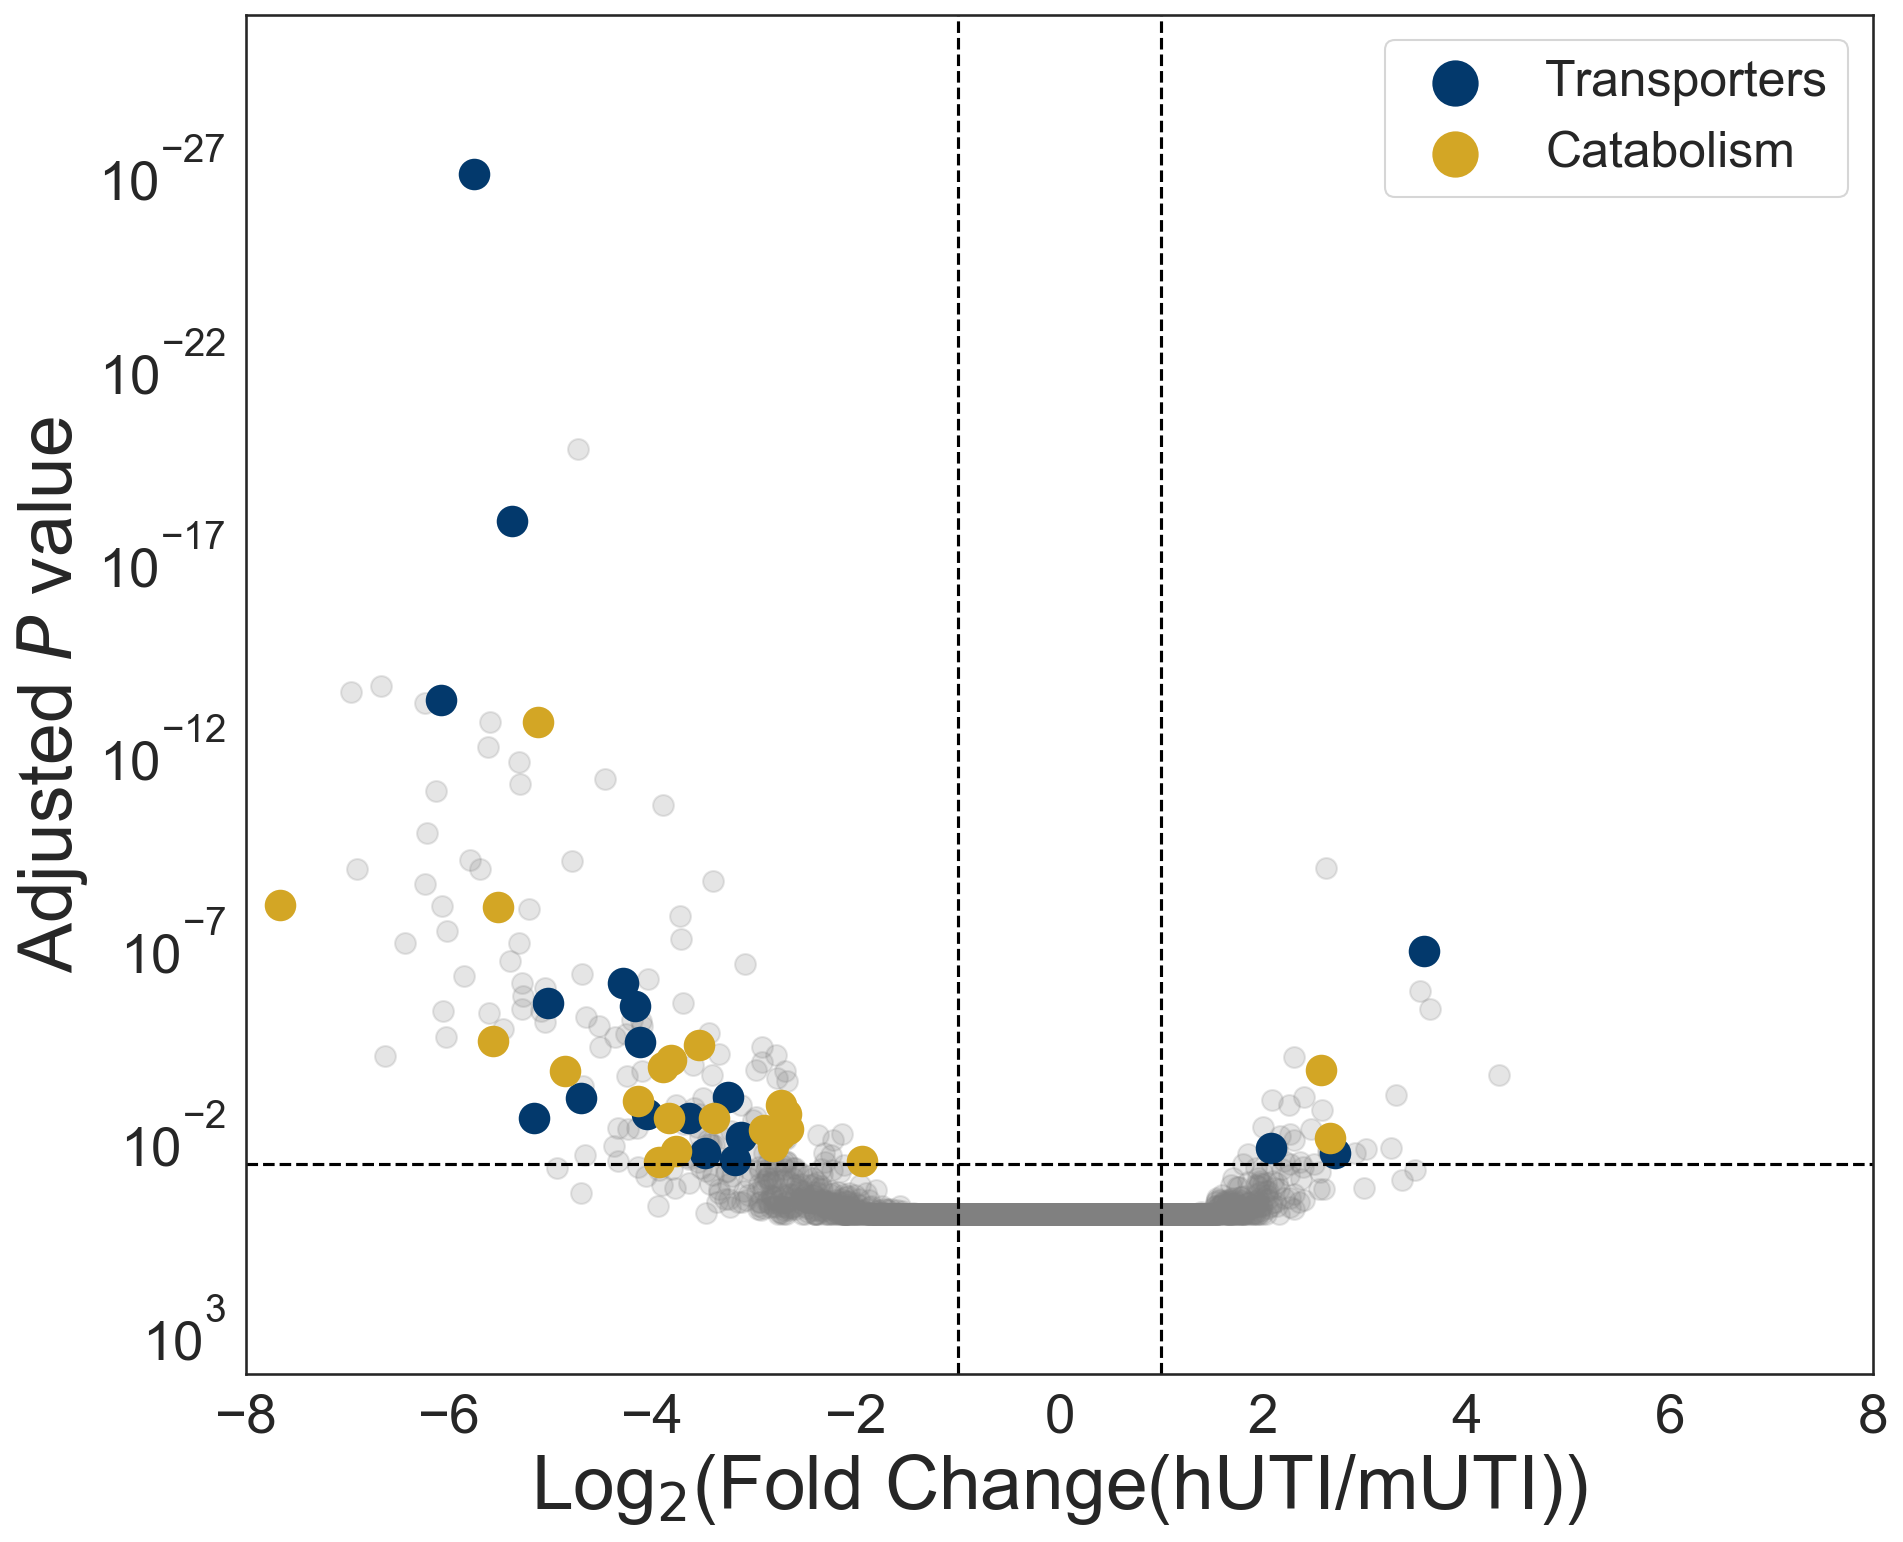 Transporters
Catabolism
10^−27
10^−22
10^−17
10^−12
10^−7
10^−2
10^3
Adjusted P value
−8 −6 −4 −2 0 2 4 6 8
Log₂(Fold Change(hUTI/mUTI))